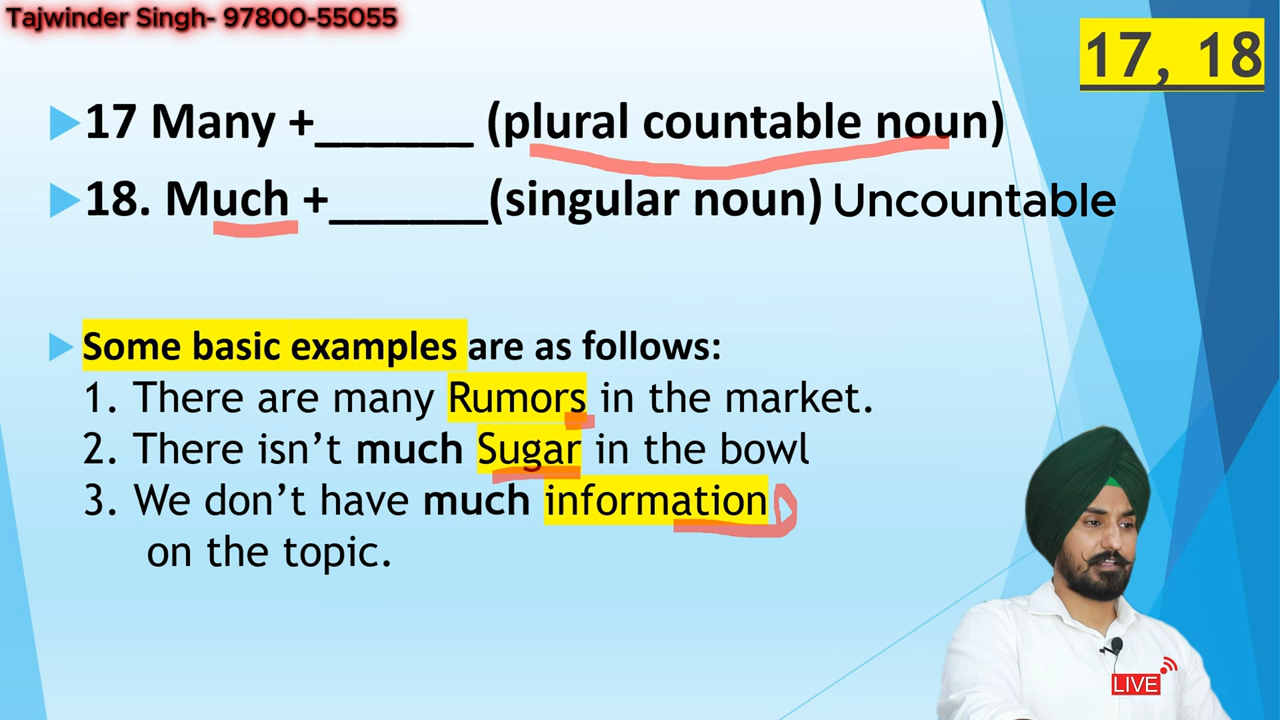 Tajwinder Singh- 97800-55055
17, 18
17 Many +______ (plural countable noun)
18. Much +______(singular noun) Uncountable
Some basic examples are as follows:
1. There are many Rumors in the market.
2. There isn’t much Sugar in the bowl
3. We don’t have much information
on the topic.
LIVE